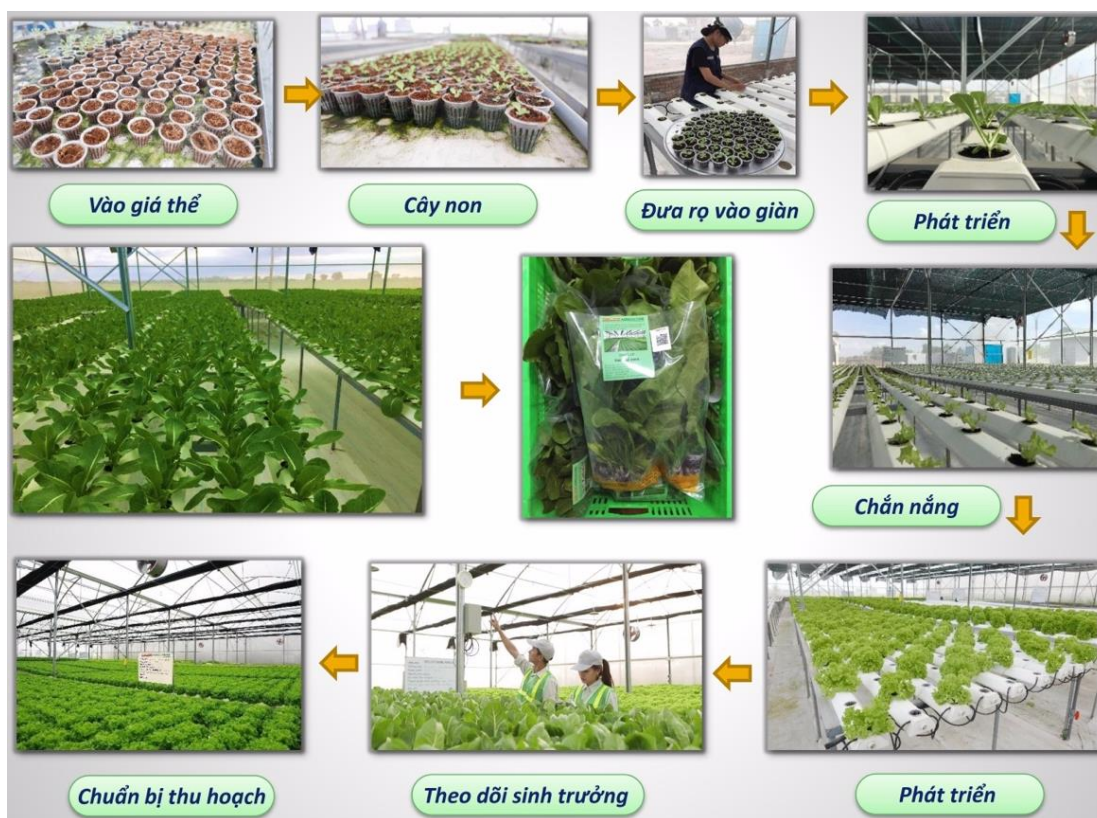 Vào giá thể
Cây non
Đưa rọ vào giàn
Phát triển
Chắn nắng
Phát triển
Theo dõi sinh trưởng
Chuẩn bị thu hoạch